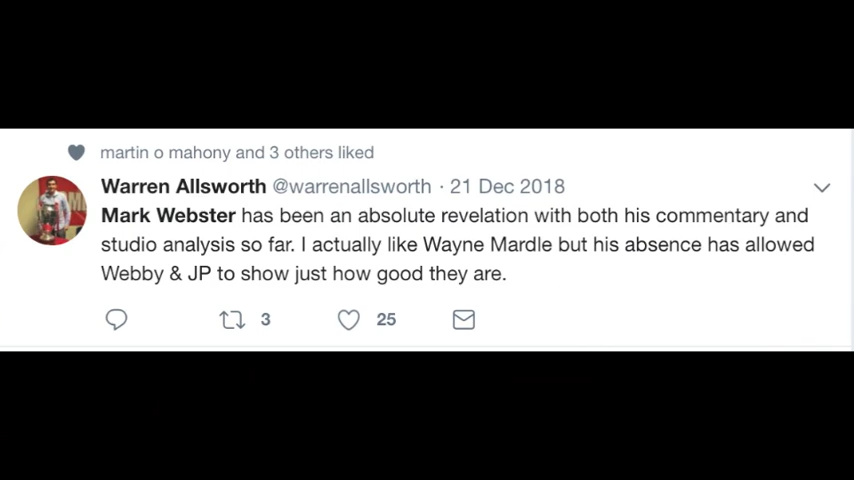 martin o mahony and 3 others liked
Warren Allsworth @warrenallsworth · 21 Dec 2018
Mark Webster has been an absolute revelation with both his commentary and
studio analysis so far. I actually like Wayne Mardle but his absence has allowed
Webby & JP to show just how good they are.
3 25